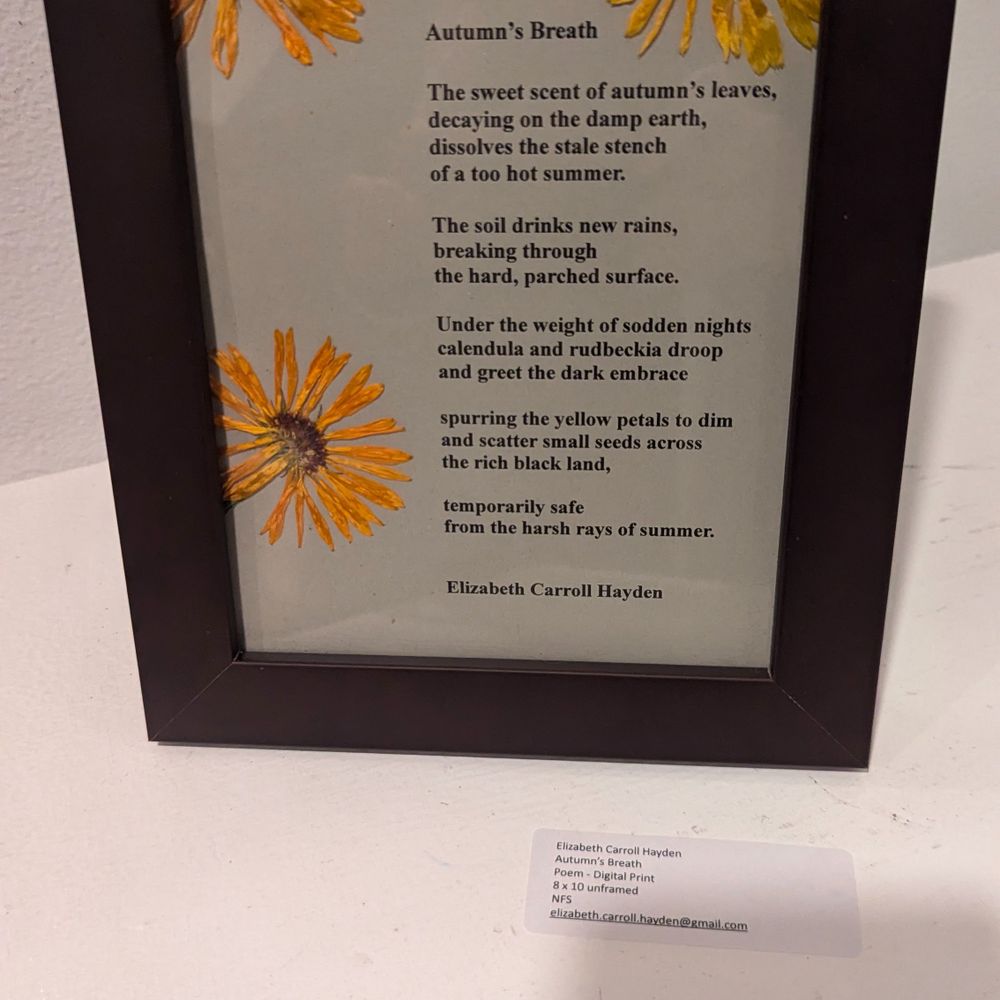 Autumn's Breath
The sweet scent of autumn's leaves,
decaying on the damp earth,
dissolves the stale stench
of a too hot summer.
The soil drinks new rains,
breaking through
the hard, parched surface.
Under the weight of sodden nights
calendula and rudbeckia droop
and greet the dark embrace
spurring the yellow petals to dim
and scatter small seeds across
the rich black land,
temporarily safe
from the harsh rays of summer.
Elizabeth Carroll Hayden
Elizabeth Carroll Hayden
Autumn's Breath
Poem - Digital Print
8 x 10 unframed
NFS
elizabeth.carroll.hayden@gmail.com